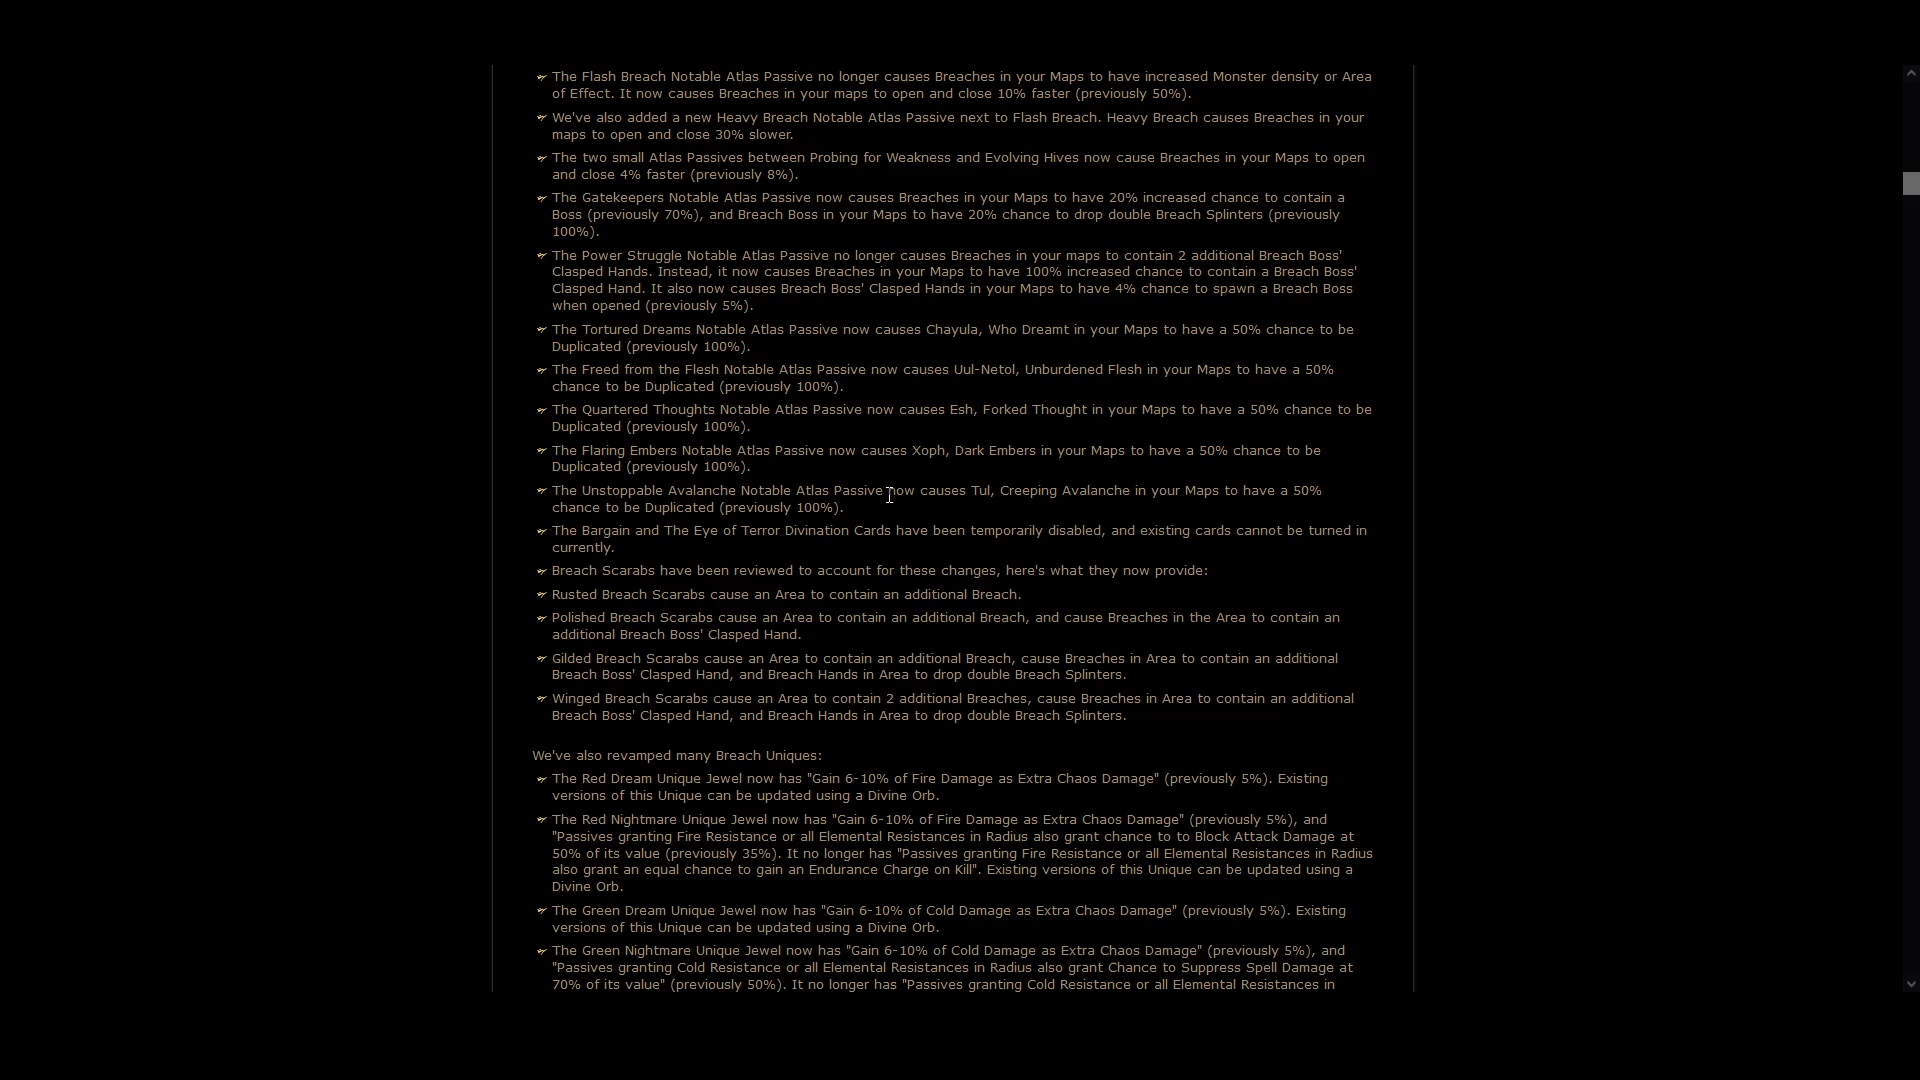 The Flash Breach Notable Atlas Passive no longer causes Breaches in your Maps to have increased Monster density or Area
of Effect. It now causes Breaches in your maps to open and close 10% faster (previously 50%).
We've also added a new Heavy Breach Notable Atlas Passive next to Flash Breach. Heavy Breach causes Breaches in your
maps to open and close 30% slower.
The two small Atlas Passives between Probing for Weakness and Evolving Hives now cause Breaches in your Maps to open
and close 4% faster (previously 8%).
The Gatekeepers Notable Atlas Passive now causes Breaches in your Maps to have 20% increased chance to contain a
Boss (previously 70%), and Breach Boss in your Maps to have 20% chance to drop double Breach Splinters (previously
100%).
The Power Struggle Notable Atlas Passive no longer causes Breaches in your maps to contain 2 additional Breach Boss'
Clasped Hands. Instead, it now causes Breaches in your Maps to have 100% increased chance to contain a Breach Boss'
Clasped Hand. It also now causes Breach Boss' Clasped Hands in your Maps to have 4% chance to spawn a Breach Boss
when opened (previously 5%).
The Tortured Dreams Notable Atlas Passive now causes Chayula, Who Dreamt in your Maps to have a 50% chance to be
Duplicated (previously 100%).
The Freed from the Flesh Notable Atlas Passive now causes Uul-Netol, Unburdened Flesh in your Maps to have a 50%
chance to be Duplicated (previously 100%).
The Quartered Thoughts Notable Atlas Passive now causes Esh, Forked Thought in your Maps to have a 50% chance to be
Duplicated (previously 100%).
The Flaring Embers Notable Atlas Passive now causes Xoph, Dark Embers in your Maps to have a 50% chance to be
Duplicated (previously 100%).
The Unstoppable Avalanche Notable Atlas Passive now causes Tul, Creeping Avalanche in your Maps to have a 50%
chance to be Duplicated (previously 100%).
The Bargain and The Eye of Terror Divination Cards have been temporarily disabled, and existing cards cannot be turned in
currently.
Breach Scarabs have been reviewed to account for these changes, here's what they now provide:
Rusted Breach Scarabs cause an Area to contain an additional Breach.
Polished Breach Scarabs cause an Area to contain an additional Breach, and cause Breaches in the Area to contain an
additional Breach Boss' Clasped Hand.
Gilded Breach Scarabs cause an Area to contain an additional Breach, cause Breaches in Area to contain an additional
Breach Boss' Clasped Hand, and Breach Hands in Area to drop double Breach Splinters.
Winged Breach Scarabs cause an Area to contain 2 additional Breaches, cause Breaches in Area to contain an additional
Breach Boss' Clasped Hand, and Breach Hands in Area to drop double Breach Splinters.
We've also revamped many Breach Uniques:
The Red Dream Unique Jewel now has "Gain 6-10% of Fire Damage as Extra Chaos Damage" (previously 5%). Existing
versions of this Unique can be updated using a Divine Orb.
The Red Nightmare Unique Jewel now has "Gain 6-10% of Fire Damage as Extra Chaos Damage" (previously 5%), and
"Passives granting Fire Resistance or all Elemental Resistances in Radius also grant chance to to Block Attack Damage at
50% of its value (previously 35%). It no longer has "Passives granting Fire Resistance or all Elemental Resistances in Radius
also grant an equal chance to gain an Endurance Charge on Kill". Existing versions of this Unique can be updated using a
Divine Orb.
The Green Dream Unique Jewel now has "Gain 6-10% of Cold Damage as Extra Chaos Damage" (previously 5%). Existing
versions of this Unique can be updated using a Divine Orb.
The Green Nightmare Unique Jewel now has "Gain 6-10% of Cold Damage as Extra Chaos Damage" (previously 5%), and
"Passives granting Cold Resistance or all Elemental Resistances in Radius also grant Chance to Suppress Spell Damage at
70% of its value" (previously 50%). It no longer has "Passives granting Cold Resistance or all Elemental Resistances in